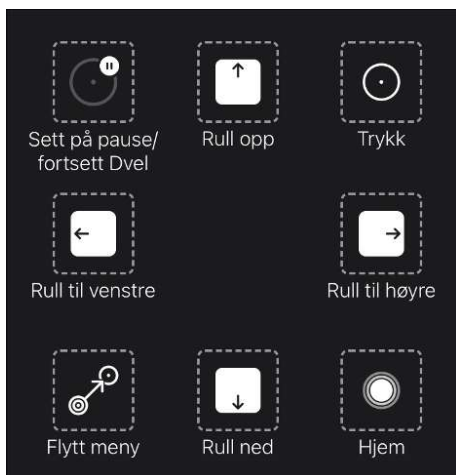 Sett på pause/
fortsett Dvel
Rull opp
Trykk
Rull til venstre
Rull til høyre
Flytt meny
Rull ned
Hjem